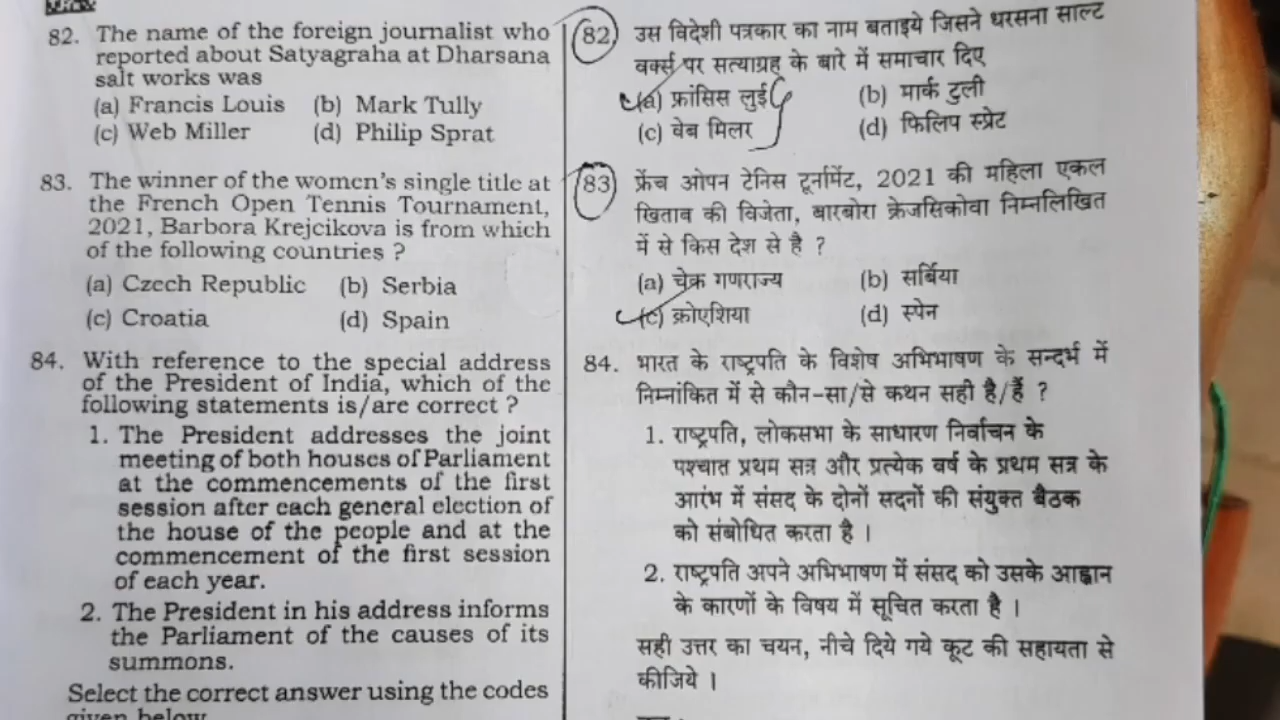 82. The name of the foreign journalist who
reported about Satyagraha at Dharsana
salt works was
(a) Francis Louis (b) Mark Tully
(c) Web Miller (d) Philip Sprat
83. The winner of the women's single title at
the French Open Tennis Tournament,
2021, Barbora Krejcikova is from which
of the following countries ?
(a) Czech Republic (b) Serbia
(c) Croatia (d) Spain
84. With reference to the special address
of the President of India, which of the
following statements is/are correct ?
1. The President addresses the joint
meeting of both houses of Parliament
at the commencements of the first
session after each general election of
the house of the people and at the
commencement of the first session
of each year.
2. The President in his address informs
the Parliament of the causes of its
summons.
Select the correct answer using the codes
given below
82 उस विदेशी पत्रकार का नाम बताइये जिसने धरसना साल्ट
वर्क्स पर सत्याग्रह के बारे में समाचार दिए
(a) फ्रांसिस लुई (b) मार्क टुली
(c) वेब मिलर (d) फिलिप स्प्रेट
83 फ्रेंच ओपन टेनिस टूर्नामेंट, 2021 की महिला एकल
खिताब की विजेता, बारबोरा क्रेजसिकोवा निम्नलिखित
में से किस देश से है ?
(a) चेक गणराज्य (b) सर्बिया
(c) क्रोएशिया (d) स्पेन
84. भारत के राष्ट्रपति के विशेष अभिभाषण के सन्दर्भ में
निम्नांकित में से कौन-सा/से कथन सही है/हैं ?
1. राष्ट्रपति, लोकसभा के साधारण निर्वाचन के
पश्चात प्रथम सत्र और प्रत्येक वर्ष के प्रथम सत्र के
आरंभ में संसद के दोनों सदनों की संयुक्त बैठक
को संबोधित करता है ।
2. राष्ट्रपति अपने अभिभाषण में संसद को उसके आह्वान
के कारणों के विषय में सूचित करता है ।
सही उत्तर का चयन, नीचे दिये गये कूट की सहायता से
कीजिये ।